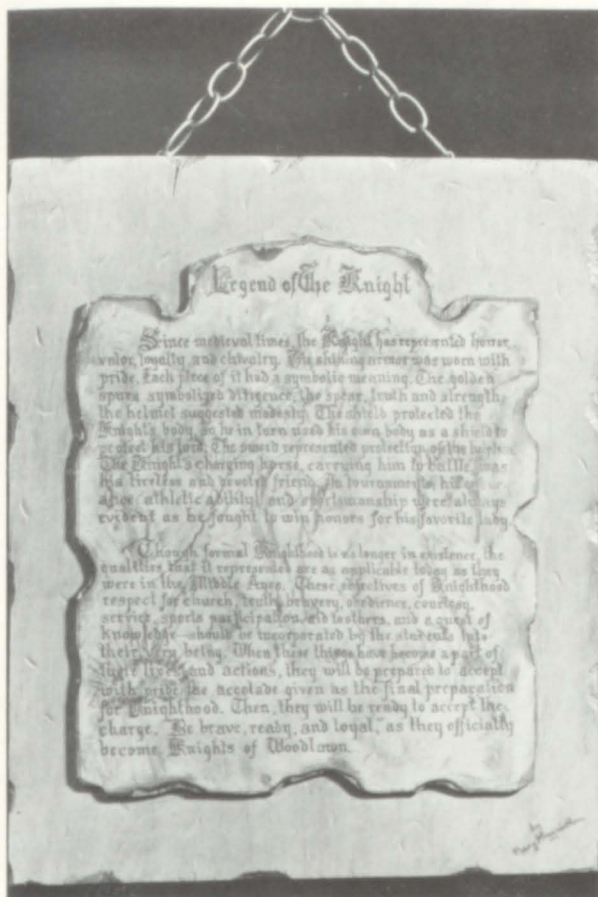 Legend of The Knight
Since medieval times, the Knight has represented honor,
valor, loyalty, and chivalry. His shining armor was worn with
pride. Each piece of it had a symbolic meaning. The golden
spurs symbolized diligence, the spear, truth and strength,
the helmet suggested modesty. The shield protected the
Knight's body, so he in turn used his own body as a shield to
protect his lord. The sword represented protection of the
The Knight's charging horse, carrying him to battle, was
his tireless and devoted friend. In tournaments, his
athletic ability, and sportsmanship were always
evident as he fought to win honors for his favorite lady.
Though formal Knighthood is no longer in existence, the
qualities that it represented are as applicable today as they
were in the Middle Ages. These objectives of Knighthood
respect for church, truth, bravery, obedience, courtesy,
service, sports participation, aid to others, and a quest of
knowledge should be incorporated by the students into
their very being. When these things have become a part of
their lives and actions, they will be prepared to accept
with pride the accolade given as the final preparation
for Knighthood. Then, they will be ready to accept the
charge, "Be brave, ready, and loyal," as they officially
become Knights of Woodlawn.
by